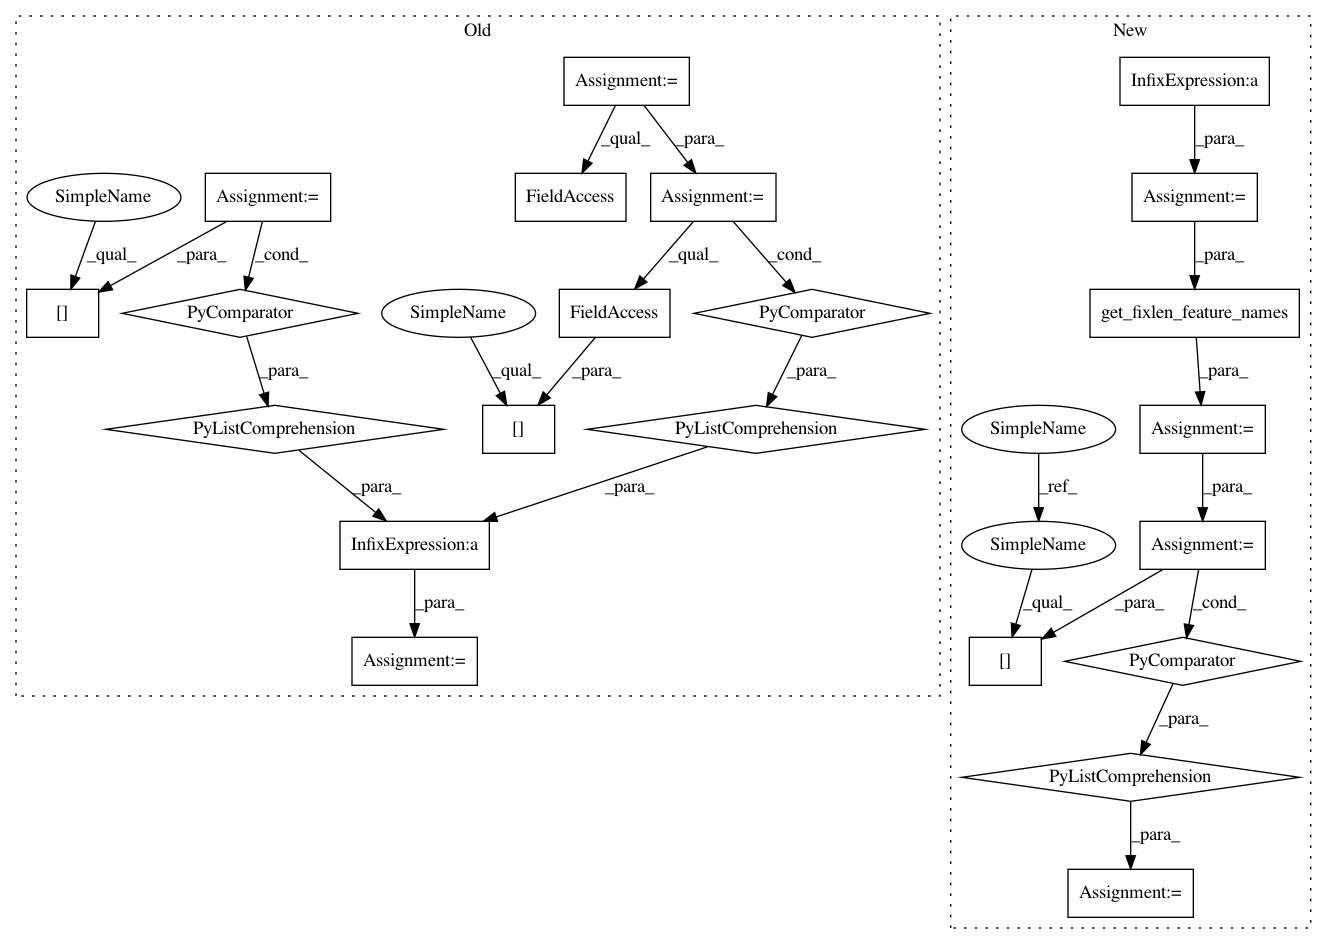 Old
New
Assignment:=
InfixExpression:a
_qual_
_para_
_para_
SimpleName
Assignment:=
FieldAccess
Assignment:=
Assignment:=
_qual_
_para_
_cond_
_qual_
_cond_
_para_
[]
PyComparator
SimpleName
FieldAccess
PyComparator
get_fixlen_feature_names
_para_
_qual_
_para_
_para_
_para_
PyListComprehension
[]
PyListComprehension
SimpleName
Assignment:=
_para_
_para_
_ref_
_para_
InfixExpression:a
SimpleName
Assignment:=
_para_
_qual_
_para_
_cond_
Assignment:=
[]
PyComparator
_para_
PyListComprehension
_para_
Assignment:=